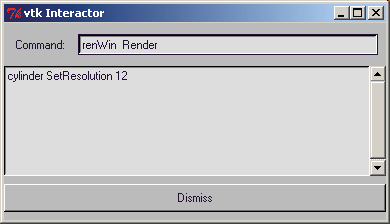 vtk Interactor
Command: renWin Render
cylinder SetResolution 12
Dismiss